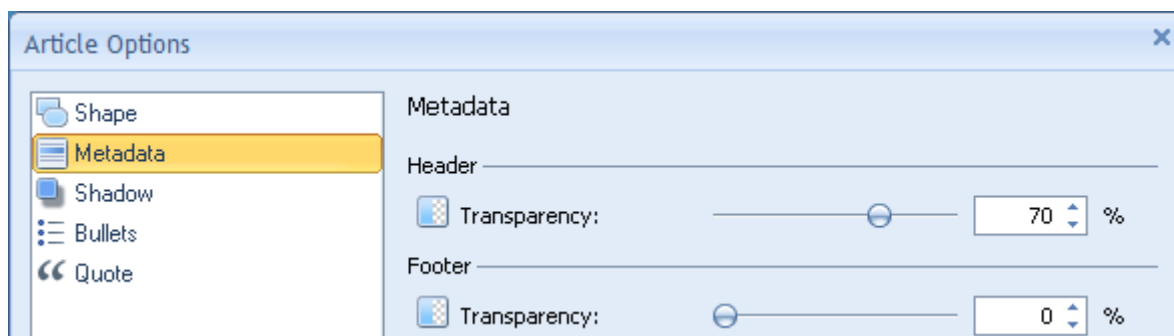 Article Options
Shape
Metadata
Shadow
Bullets
Quote
Metadata
Header
Transparency: 70 %
Footer
Transparency: 0 %